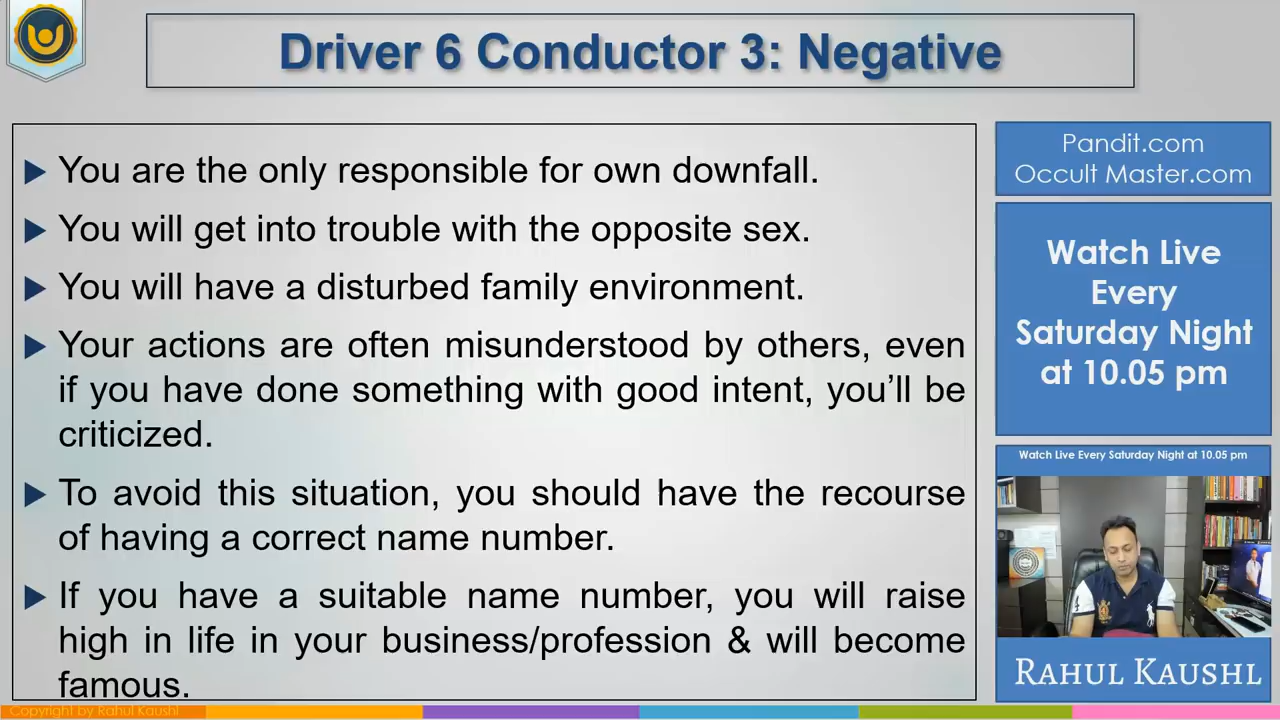 Driver 6 Conductor 3: Negative
You are the only responsible for own downfall.
You will get into trouble with the opposite sex.
You will have a disturbed family environment.
Your actions are often misunderstood by others, even
if you have done something with good intent, you’ll be
criticized.
To avoid this situation, you should have the recourse
of having a correct name number.
If you have a suitable name number, you will raise
high in life in your business/profession & will become
famous.
Pandit.com
Occult Master.com
Watch Live
Every
Saturday Night
at 10.05 pm
Watch Live Every Saturday Night at 10.05 pm
RAHUL KAUSHL
Copyright by Rahul Kaushl